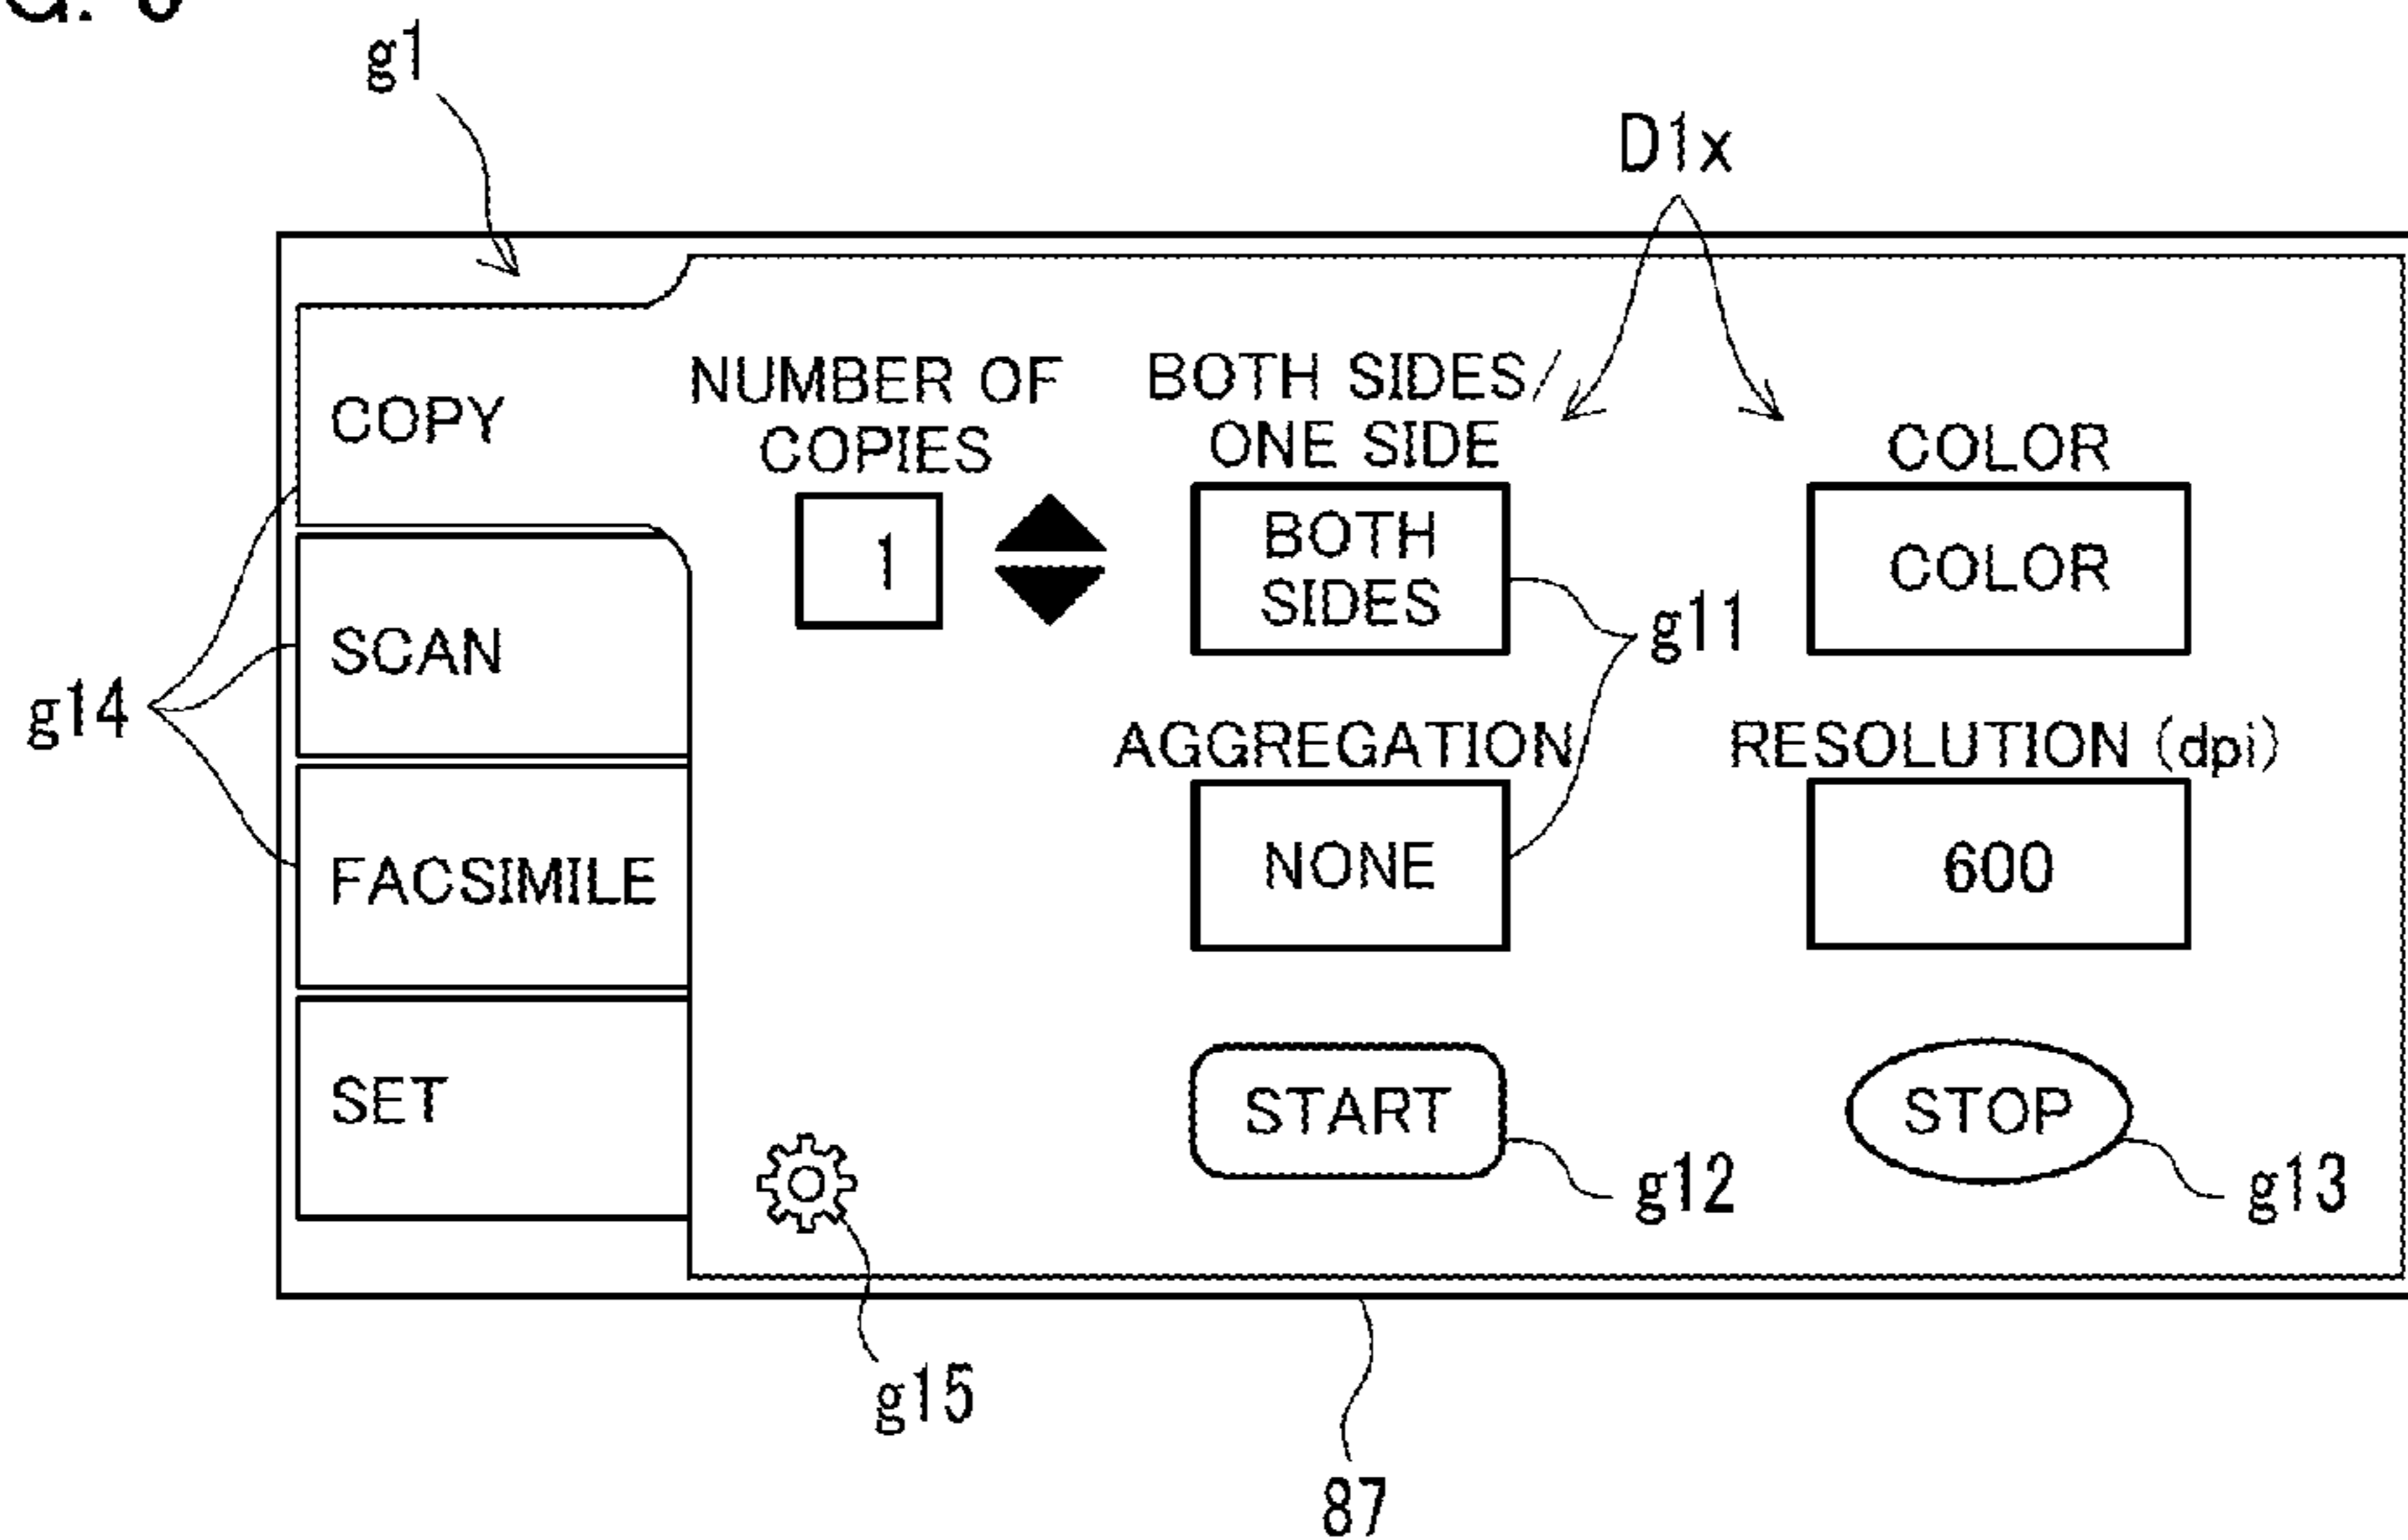 g1
D1x
NUMBER OF
COPIES
BOTH SIDES/
ONE SIDE
COLOR
COPY
1
BOTH
SIDES
COLOR
g11
SCAN
g14
AGGREGATION
RESOLUTION (dpi)
FACSIMILE
NONE
600
SET
START
STOP
g12
g13
g15
87